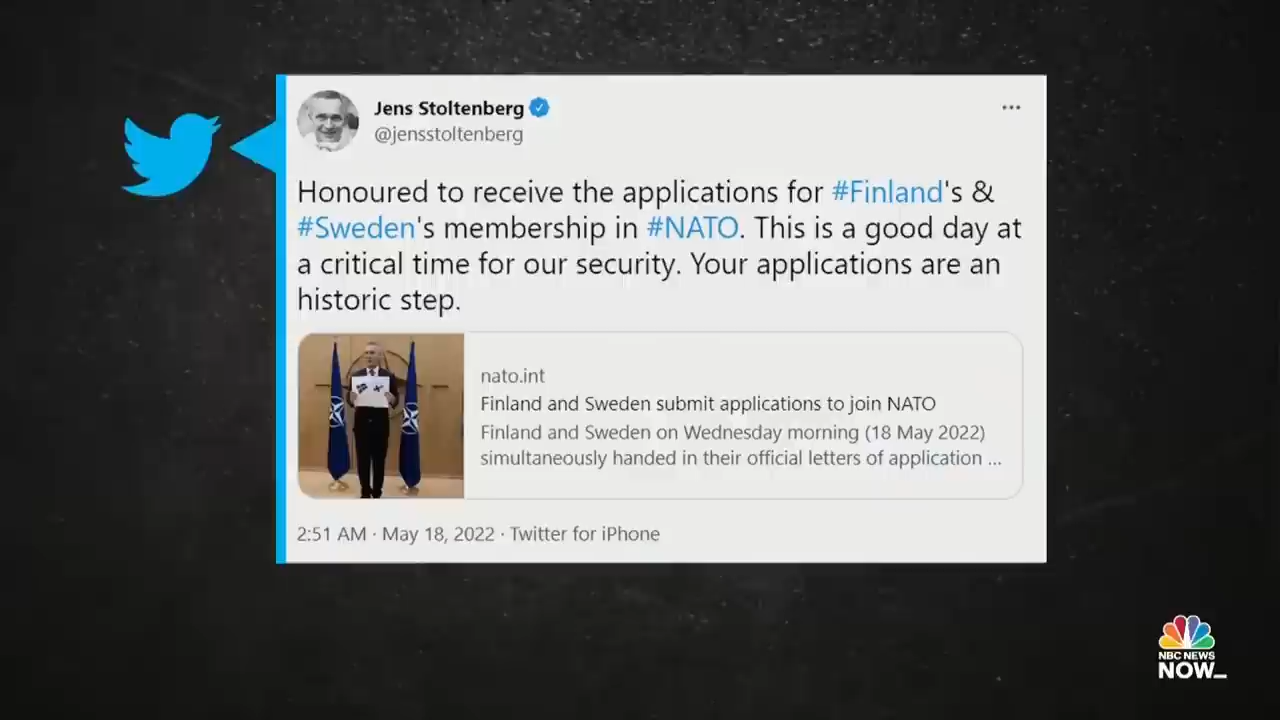 Jens Stoltenberg
@jensstoltenberg
Honoured to receive the applications for #Finland's &
#Sweden's membership in #NATO. This is a good day at
a critical time for our security. Your applications are an
historic step.
nato.int
Finland and Sweden submit applications to join NATO
Finland and Sweden on Wednesday morning (18 May 2022)
simultaneously handed in their official letters of application ...
2:51 AM · May 18, 2022 · Twitter for iPhone
NBC NEWS
NOW_